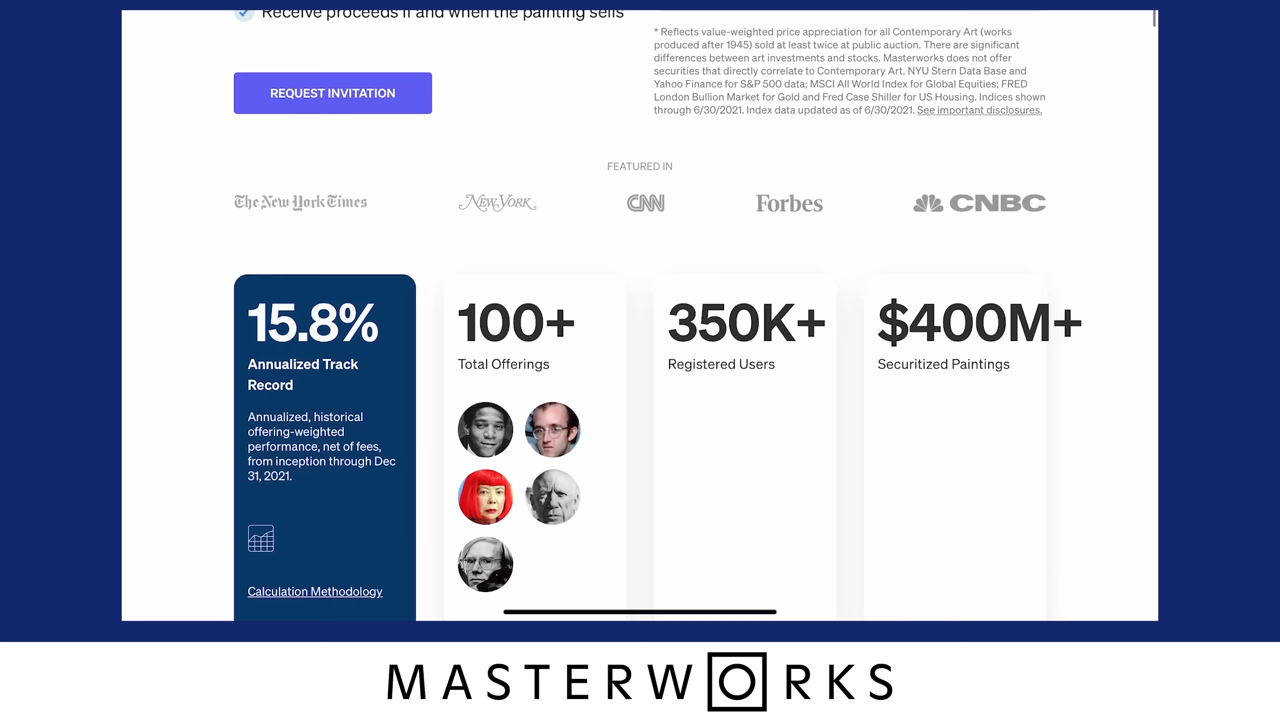 Receive proceeds if and when the painting sells
REQUEST INVITATION
* Reflects value-weighted price appreciation for all Contemporary Art (works
produced after 1945) sold at least twice at public auction. There are significant
differences between art investments and stocks. Masterworks does not offer
securities that directly correlate to Contemporary Art. NYU Stern Data Base and
Yahoo Finance for S&P 500 data; MSCI All World Index for Global Equities; FRED
London Bullion Market for Gold and Fred Case Shiller for US Housing. Indices shown
through 6/30/2021. Index data updated as of 6/30/2021. See important disclosures.
FEATURED IN
The New York Times
NEW YORK
CNN
Forbes
CNBC
15.8%
Annualized Track
Record
Annualized, historical
offering-weighted
performance, net of fees,
from inception through Dec
31, 2021.
Calculation Methodology
100+
Total Offerings
350K+
Registered Users
$400M+
Securitized Paintings
MASTERWORKS